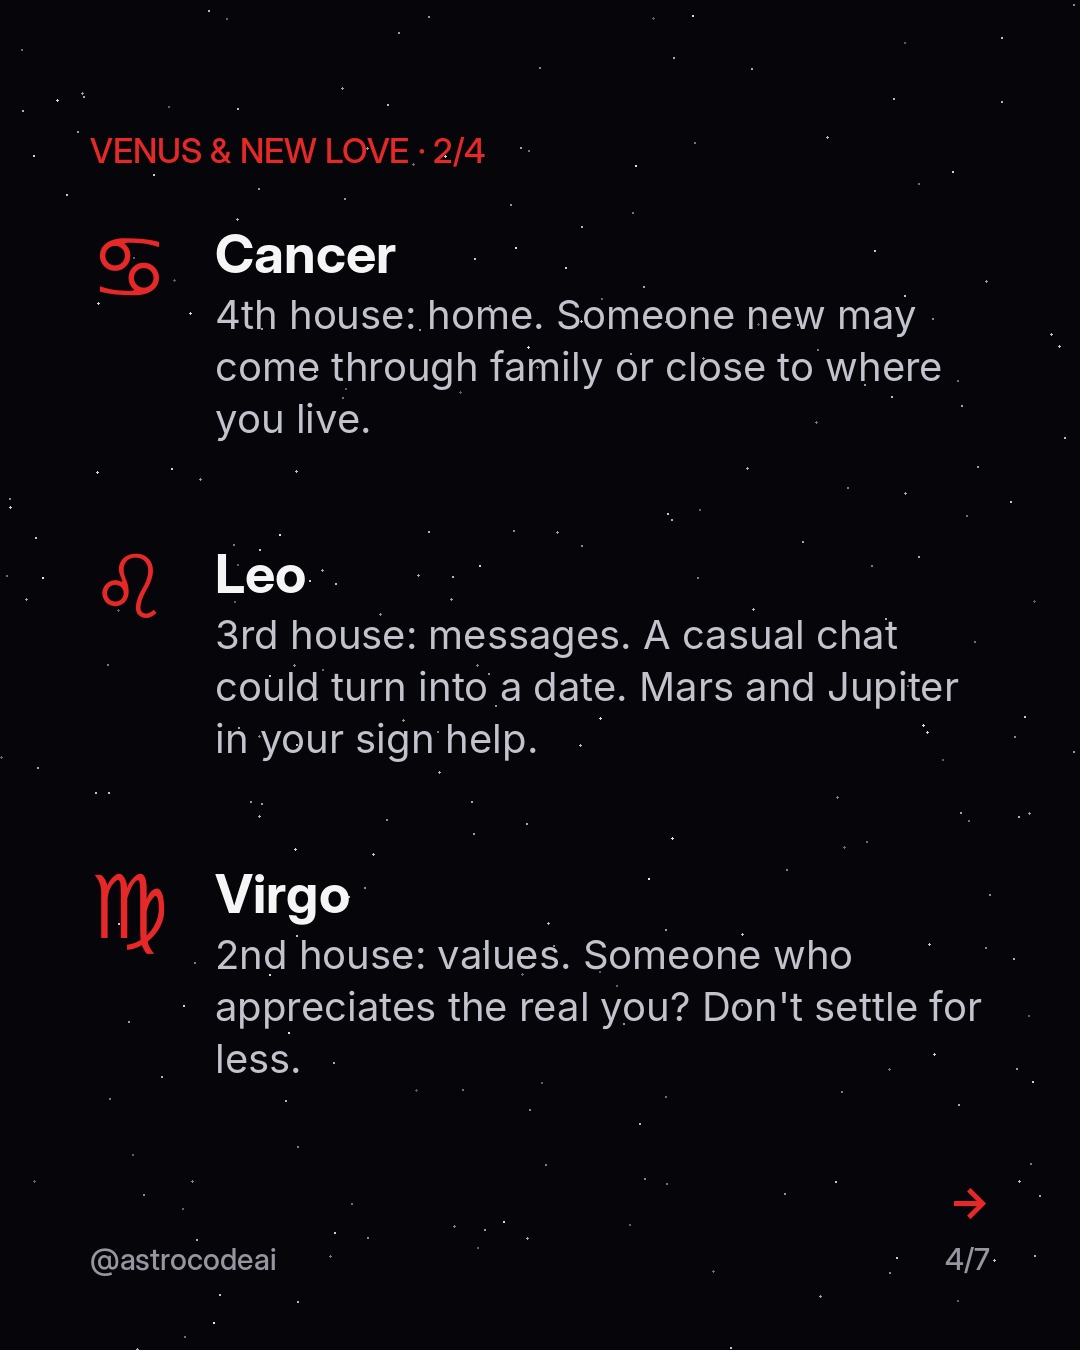 VENUS & NEW LOVE · 2/4
♋ Cancer
4th house: home. Someone new may
come through family or close to where
you live.
♌ Leo
3rd house: messages. A casual chat
could turn into a date. Mars and Jupiter
in your sign help.
♍ Virgo
2nd house: values. Someone who
appreciates the real you? Don't settle for
less.
→
@astrocodeai
4/7